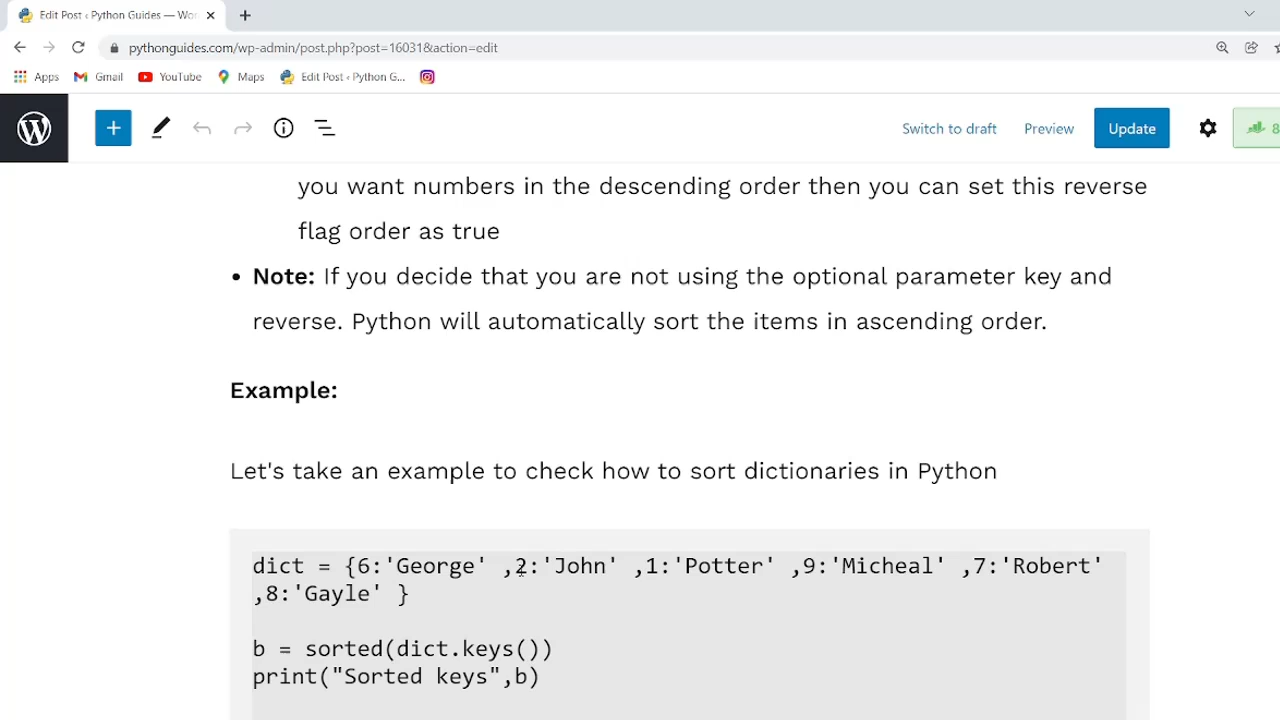 Edit Post ‹ Python Guides — Wor
pythonguides.com/wp-admin/post.php?post=16031&action=edit
Apps Gmail YouTube Maps Edit Post ‹ Python G...
Switch to draft Preview Update 8
you want numbers in the descending order then you can set this reverse
flag order as true
• Note: If you decide that you are not using the optional parameter key and
reverse. Python will automatically sort the items in ascending order.
Example:
Let's take an example to check how to sort dictionaries in Python
dict = {6:'George' ,2:'John' ,1:'Potter' ,9:'Micheal' ,7:'Robert'
,8:'Gayle' }
b = sorted(dict.keys())
print("Sorted keys",b)